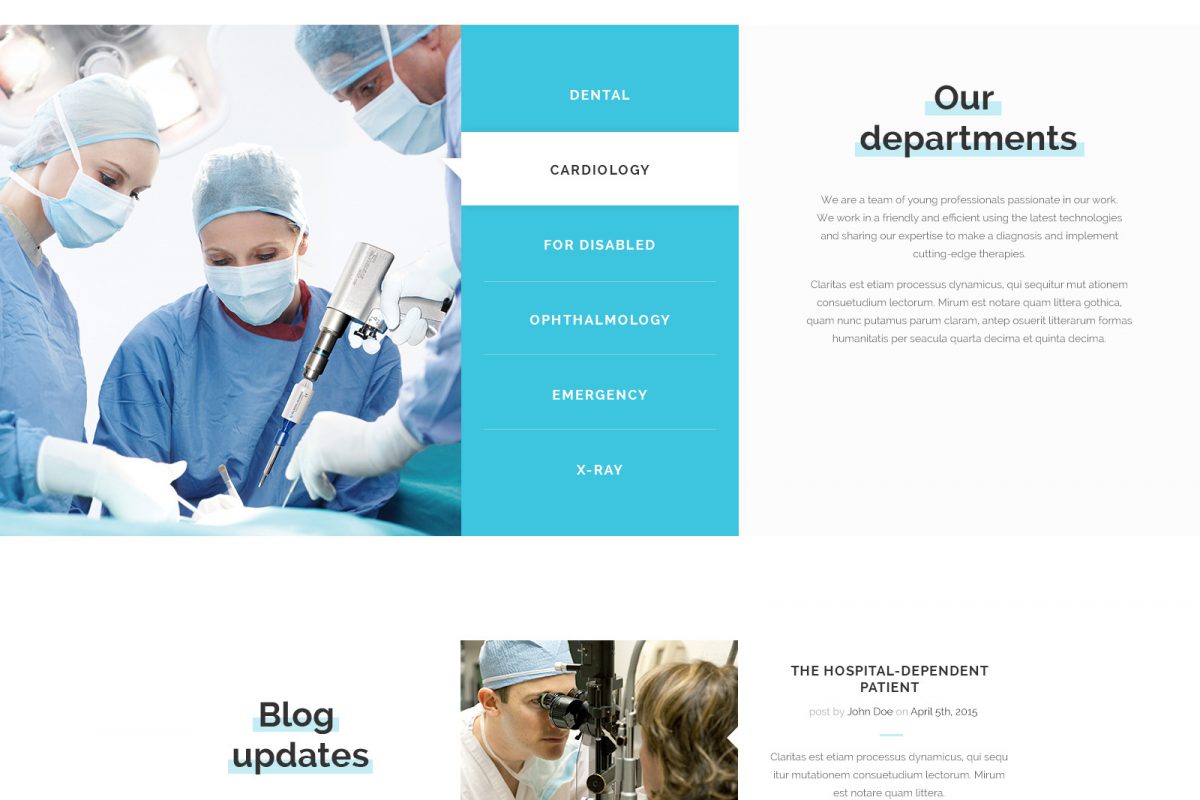 DENTAL
CARDIOLOGY
FOR DISABLED
OPHTHALMOLOGY
EMERGENCY
X-RAY
Our
departments
We are a team of young professionals passionate in our work.
We work in a friendly and efficient using the latest technologies
and sharing our expertise to make a diagnosis and implement
cutting-edge therapies.
Claritas est etiam processus dynamicus, qui sequitur mut ationem
consuetudium lectorum. Mirum est notare quam littera gothica,
quam nunc putamus parum claram, antep osuerit litterarum formas
humanitatis per seacula quarta decima et quinta decima.
Blog
updates
THE HOSPITAL-DEPENDENT
PATIENT
post by John Doe on April 5th, 2015
Claritas est etiam processus dynamicus, qui sequ
itur mutationem consuetudium lectorum. Mirum
est notare quam littera.